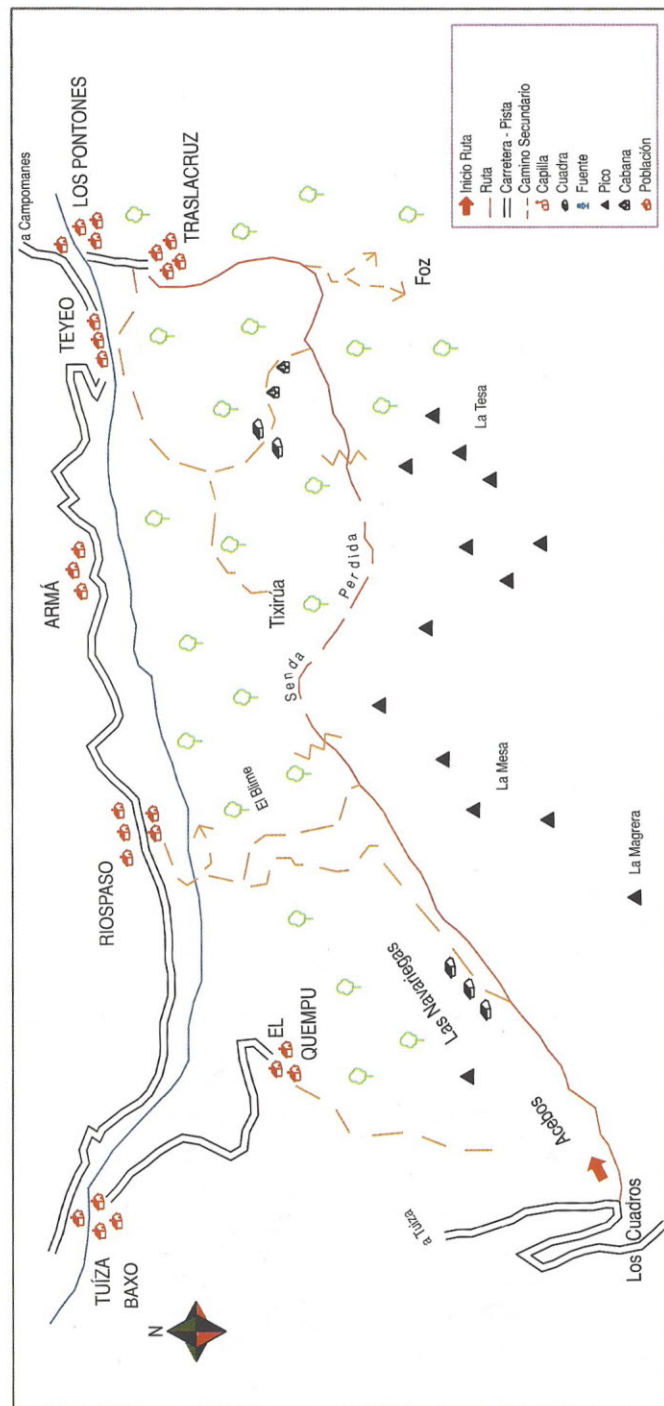 a Campomanes
LOS PONTONES
TEYEO
TRASLACRUZ
ARMÁ
RIOSPASO
TUÍZA
BAXO
N
EL
QUEMPU
El Blime
Tixirúa
Foz
Senda Perdida
La Tesa
La Mesa
La Magrera
Las Navariegas
Acebos
a Tuíza
Los Cuadros
Inicio Ruta
Ruta
Carretera - Pista
Camino Secundario
Capilla
Cuadra
Fuente
Pico
Cabana
Población